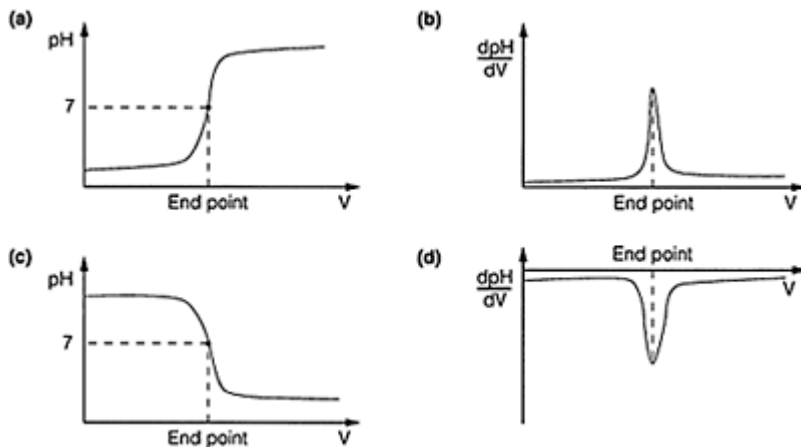 (a)
pH
7
End point
V
(b)
dpH
dV
End point
V
(c)
pH
7
End point
V
(d)
End point
dpH
dV
V